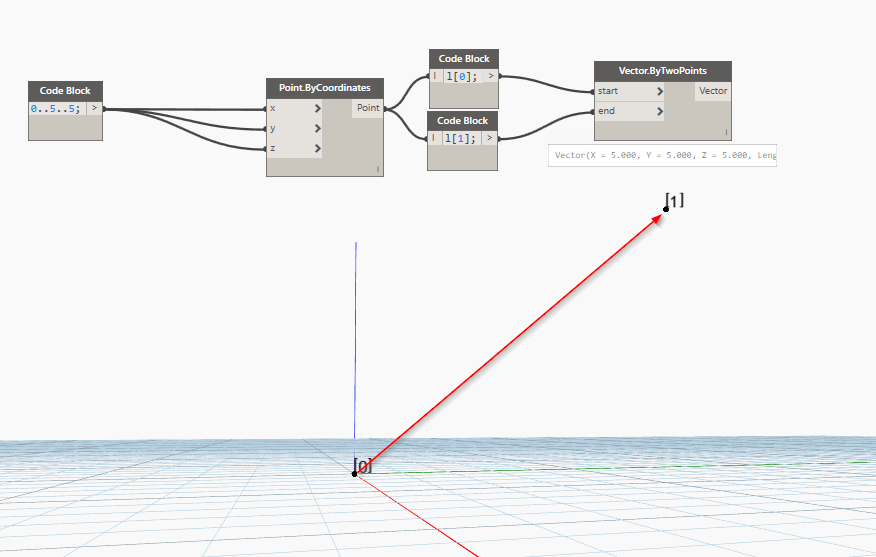 Code Block
0..5..5; >
Point.ByCoordinates
x > Point
y >
z >
l
Code Block
l l[0]; >
Code Block
l l[1]; >
Vector.ByTwoPoints
start > Vector
end >
l
Vector(X = 5.000, Y = 5.000, Z = 5.000, Leng
[1]
[0]